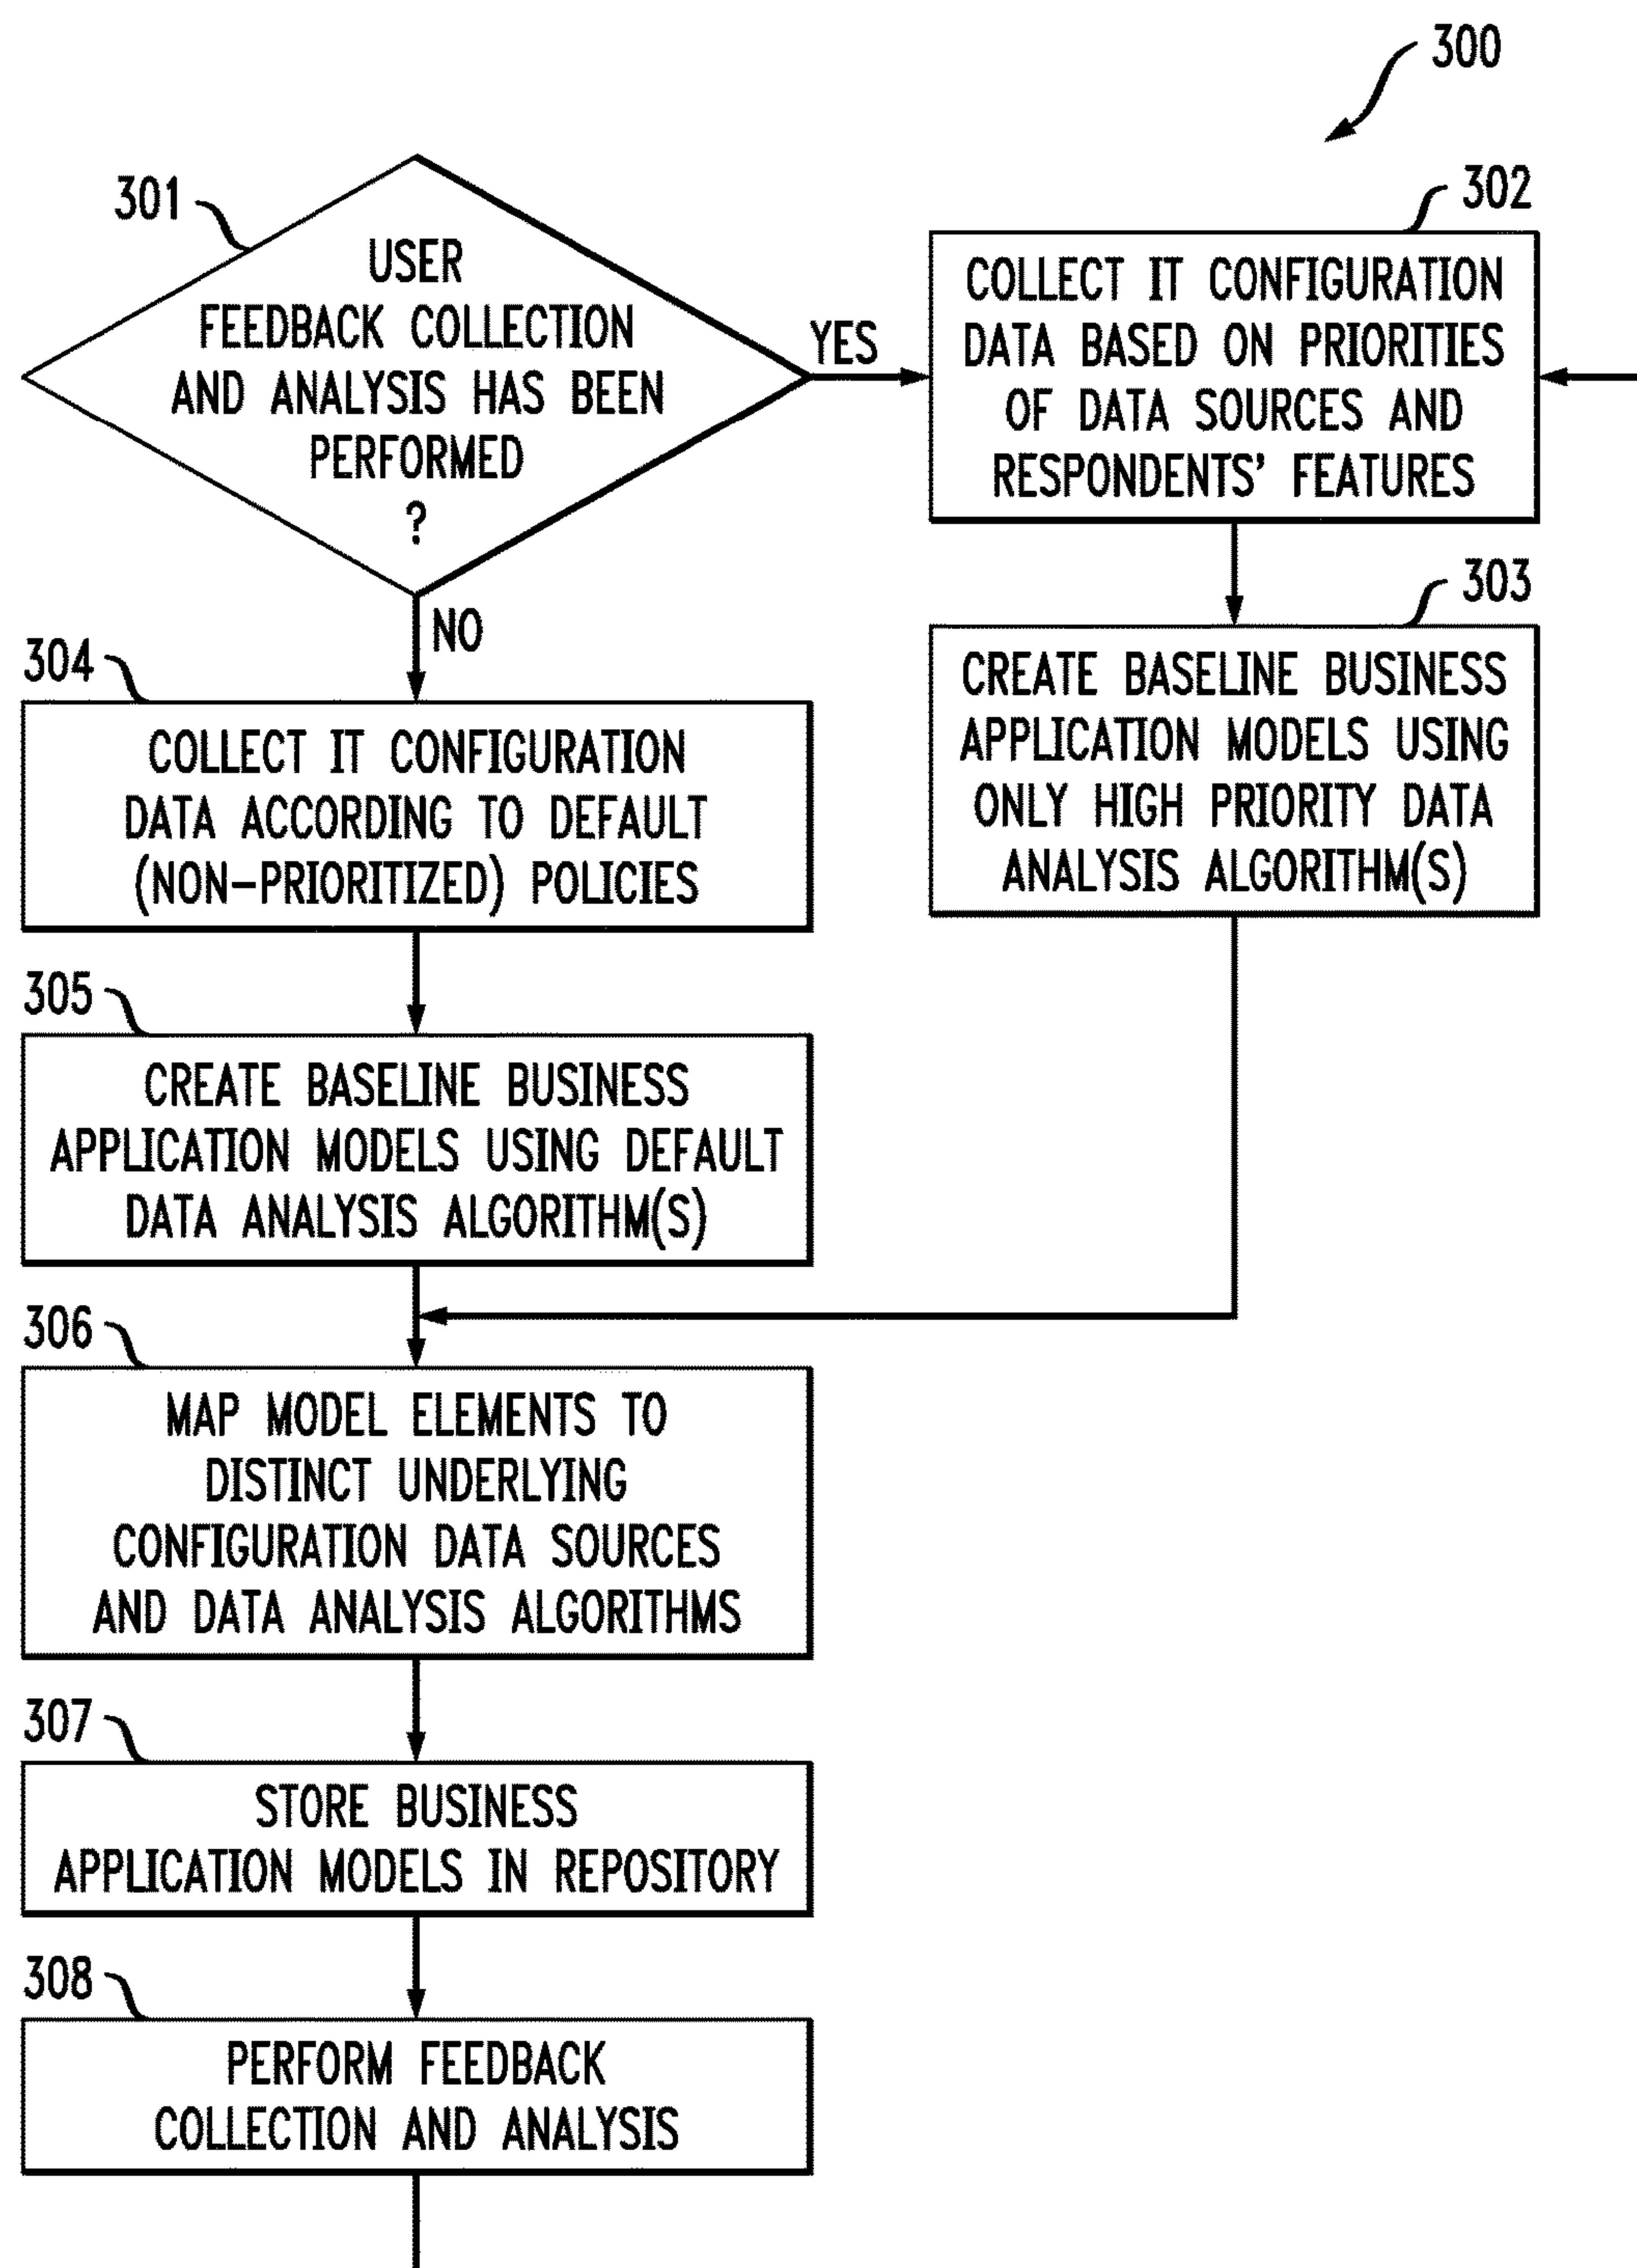 300
301
USER
FEEDBACK COLLECTION
AND ANALYSIS HAS BEEN
PERFORMED
?
YES
NO
302
COLLECT IT CONFIGURATION
DATA BASED ON PRIORITIES
OF DATA SOURCES AND
RESPONDENTS' FEATURES
303
CREATE BASELINE BUSINESS
APPLICATION MODELS USING
ONLY HIGH PRIORITY DATA
ANALYSIS ALGORITHM(S)
304
COLLECT IT CONFIGURATION
DATA ACCORDING TO DEFAULT
(NON-PRIORITIZED) POLICIES
305
CREATE BASELINE BUSINESS
APPLICATION MODELS USING DEFAULT
DATA ANALYSIS ALGORITHM(S)
306
MAP MODEL ELEMENTS TO
DISTINCT UNDERLYING
CONFIGURATION DATA SOURCES
AND DATA ANALYSIS ALGORITHMS
307
STORE BUSINESS
APPLICATION MODELS IN REPOSITORY
308
PERFORM FEEDBACK
COLLECTION AND ANALYSIS